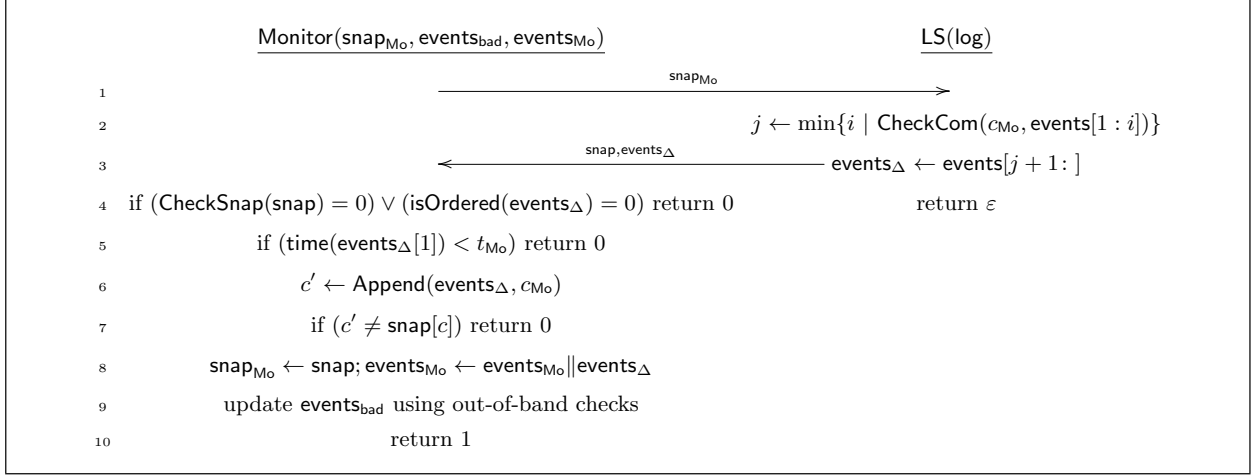 Monitor(snap_Mo, events_bad, events_Mo) LS(log)
1 snap_Mo
2 j ← min{i | CheckCom(c_Mo, events[1 : i])}
3 snap,events_Δ events_Δ ← events[j + 1: ]
4 if (CheckSnap(snap) = 0) ∨ (isOrdered(events_Δ) = 0) return 0 return ε
5 if (time(events_Δ[1]) < t_Mo) return 0
6 c′ ← Append(events_Δ, c_Mo)
7 if (c′ ≠ snap[c]) return 0
8 snap_Mo ← snap; events_Mo ← events_Mo‖events_Δ
9 update events_bad using out-of-band checks
10 return 1